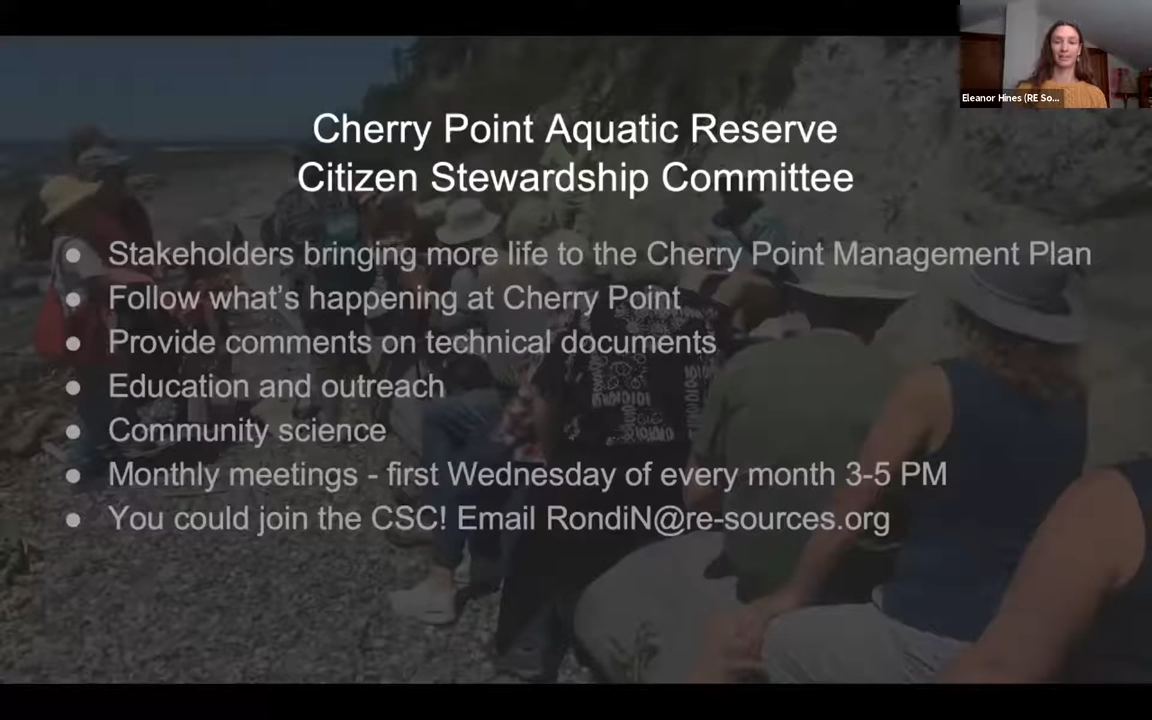 Eleanor Hines (RE So...
Cherry Point Aquatic Reserve
Citizen Stewardship Committee
● Stakeholders bringing more life to the Cherry Point Management Plan
● Follow what's happening at Cherry Point
● Provide comments on technical documents
● Education and outreach
● Community science
● Monthly meetings - first Wednesday of every month 3-5 PM
● You could join the CSC! Email RondiN@re-sources.org